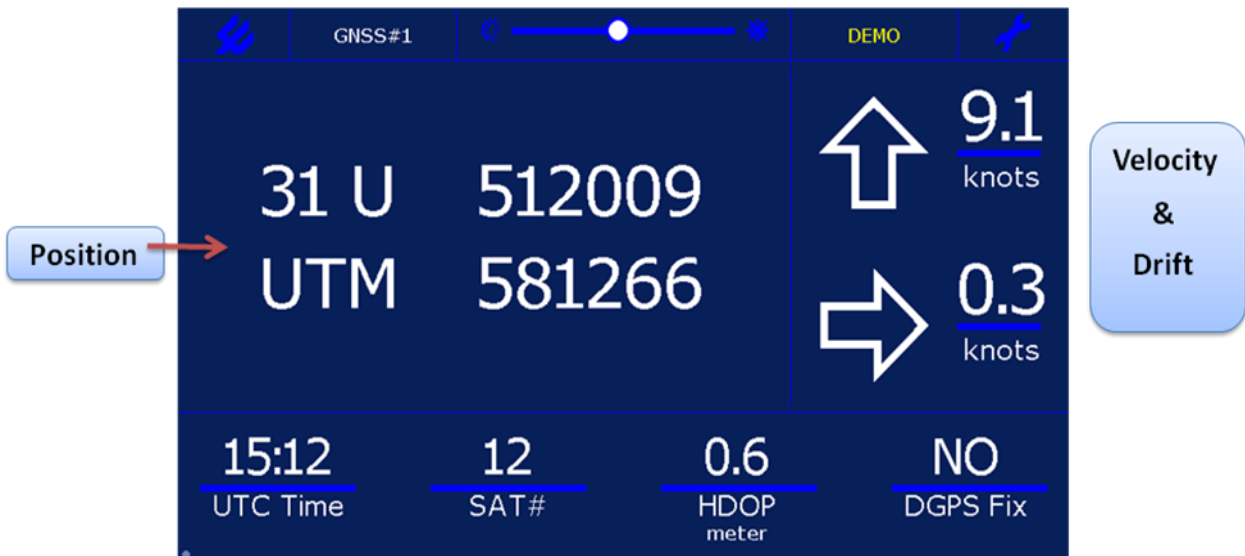 GNSS#1 DEMO
31 U 512009
UTM 581266
9.1
knots
0.3
knots
Position
Velocity
&
Drift
15:12 12 0.6 NO
UTC Time SAT# HDOP DGPS Fix
meter